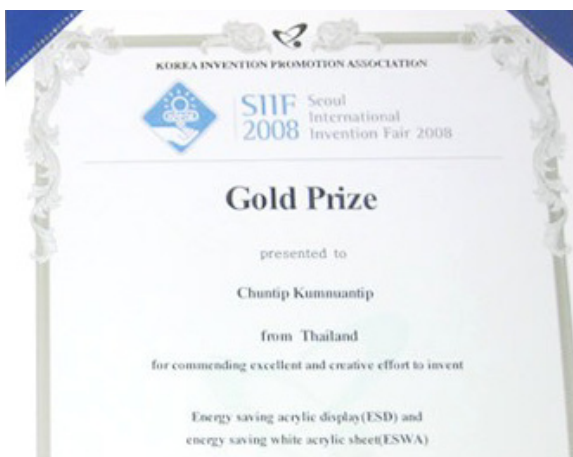 KOREA INVENTION PROMOTION ASSOCIATION
SIIF Seoul
International
2008 Invention Fair 2008
Gold Prize
presented to
Chuntip Kumnuantip
from Thailand
for commending excellent and creative effort to invent
Energy saving acrylic display(ESD) and
energy saving white acrylic sheet(ESWA)